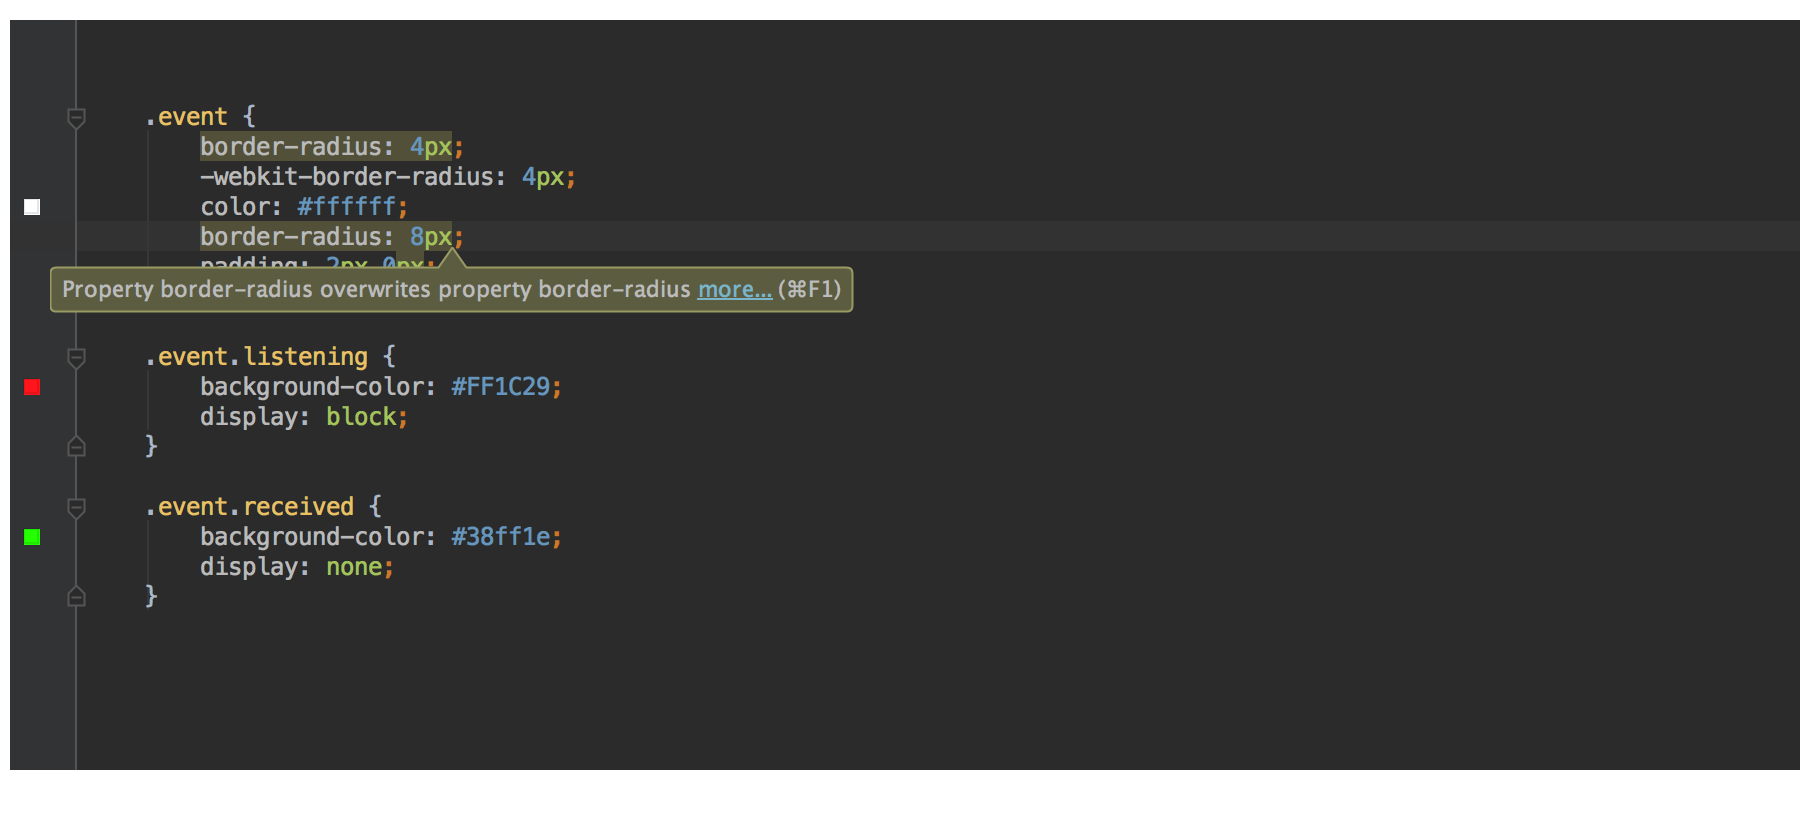 .event {
border-radius: 4px;
-webkit-border-radius: 4px;
color: #ffffff;
border-radius: 8px;
padding: 2px 0px;
Property border-radius overwrites property border-radius more... (⌘F1)
.event.listening {
background-color: #FF1C29;
display: block;
}
.event.received {
background-color: #38ff1e;
display: none;
}